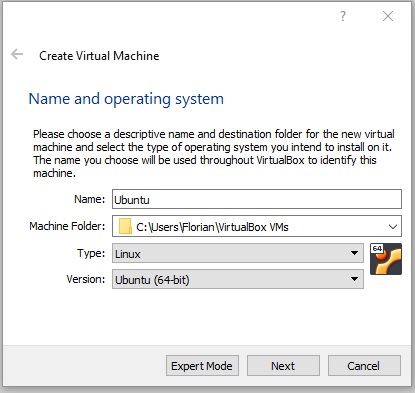 Create Virtual Machine
Name and operating system
Please choose a descriptive name and destination folder for the new virtual
machine and select the type of operating system you intend to install on it.
The name you choose will be used throughout VirtualBox to identify this
machine.
Name: Ubuntu
Machine Folder: C:\Users\Florian\VirtualBox VMs
Type: Linux
64
Version: Ubuntu (64-bit)
Expert Mode Next Cancel